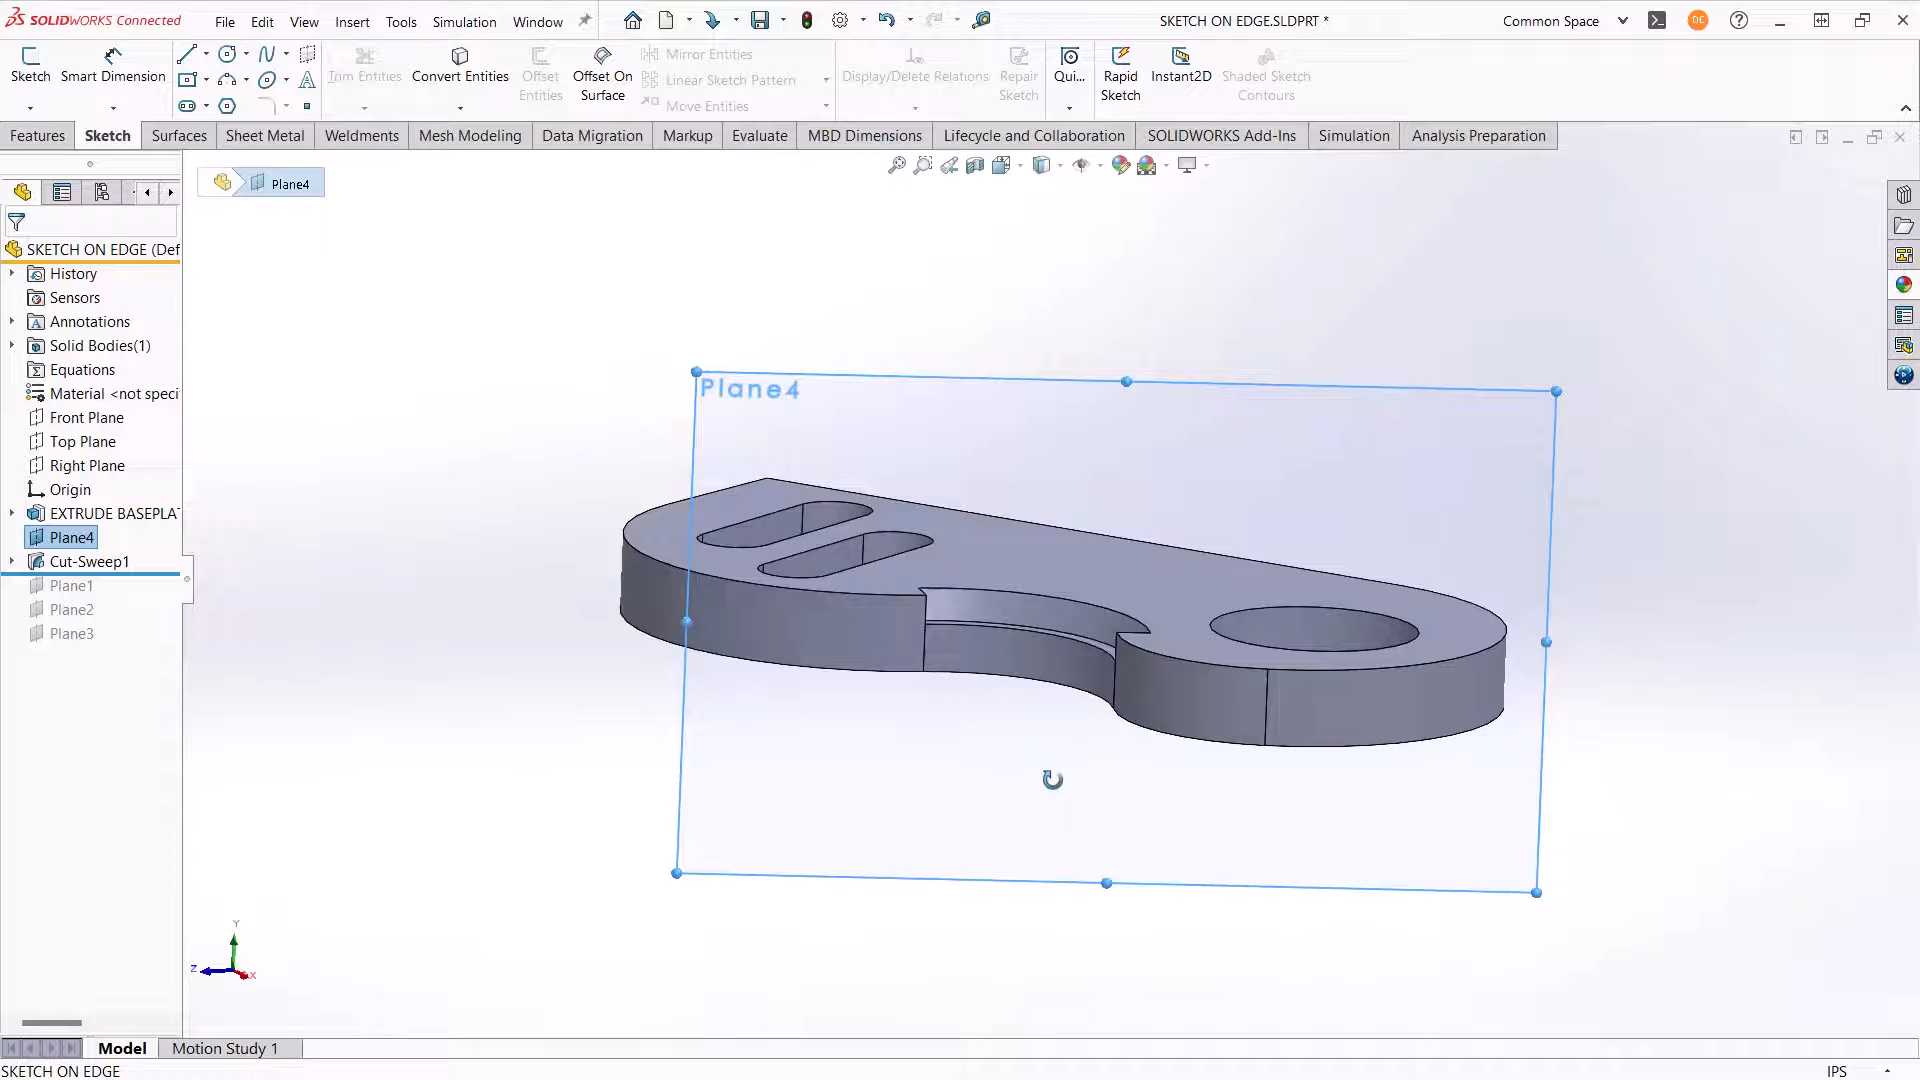 SOLIDWORKS Connected
File Edit View Insert Tools Simulation Window
SKETCH ON EDGE.SLDPRT *
Common Space
DC
Sketch
Smart Dimension
Trim Entities
Convert Entities
Offset
Entities
Offset On
Surface
Mirror Entities
Linear Sketch Pattern
Move Entities
Display/Delete Relations
Repair
Sketch
Qui...
Rapid
Sketch
Instant2D
Shaded Sketch
Contours
Features Sketch Surfaces Sheet Metal Weldments Mesh Modeling Data Migration Markup Evaluate MBD Dimensions Lifecycle and Collaboration SOLIDWORKS Add-Ins Simulation Analysis Preparation
Plane4
SKETCH ON EDGE (Def
History
Sensors
Annotations
Solid Bodies(1)
Equations
Material <not speci
Front Plane
Top Plane
Right Plane
Origin
EXTRUDE BASEPLA
Plane4
Cut-Sweep1
Plane1
Plane2
Plane3
Plane4
Y
Z
X
Model
Motion Study 1
SKETCH ON EDGE
IPS